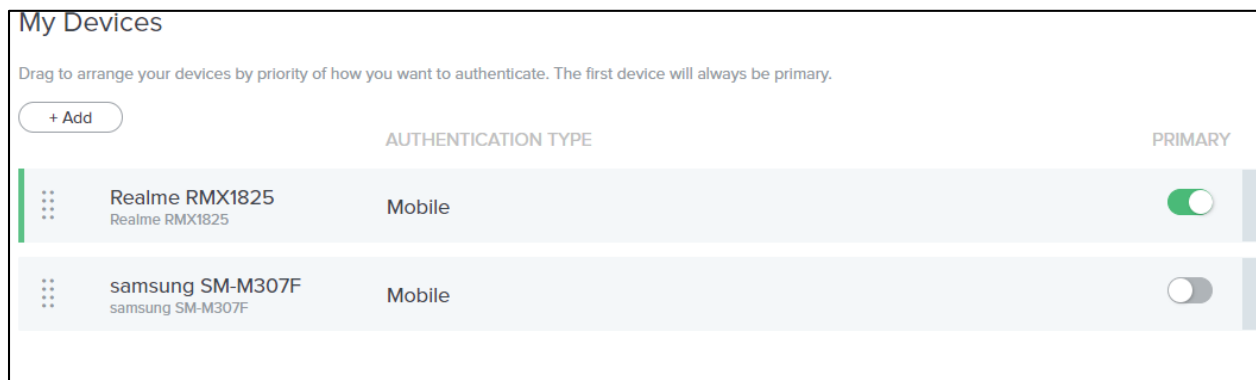 My Devices
Drag to arrange your devices by priority of how you want to authenticate. The first device will always be primary.
+ Add
AUTHENTICATION TYPE PRIMARY
Realme RMX1825 Mobile
Realme RMX1825
samsung SM-M307F Mobile
samsung SM-M307F